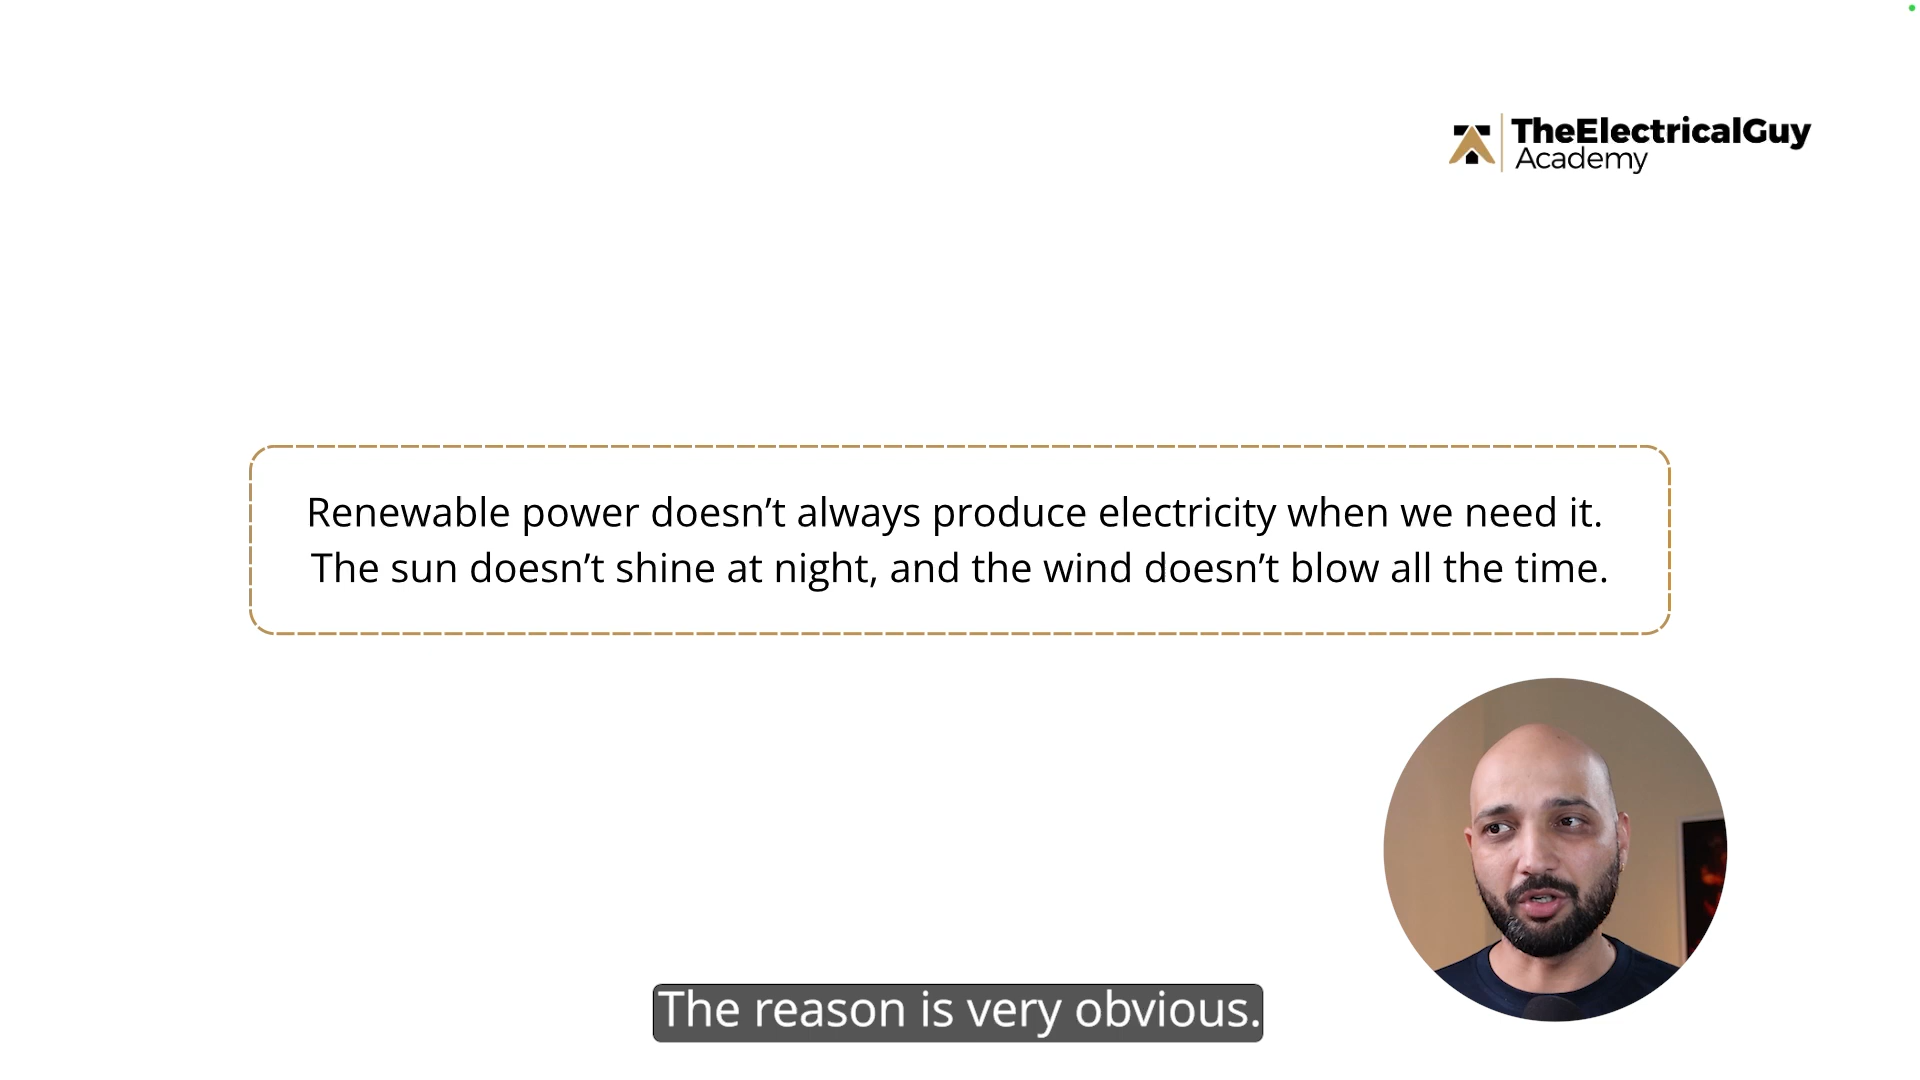 TheElectricalGuy
Academy
Renewable power doesn’t always produce electricity when we need it.
The sun doesn’t shine at night, and the wind doesn’t blow all the time.
The reason is very obvious.